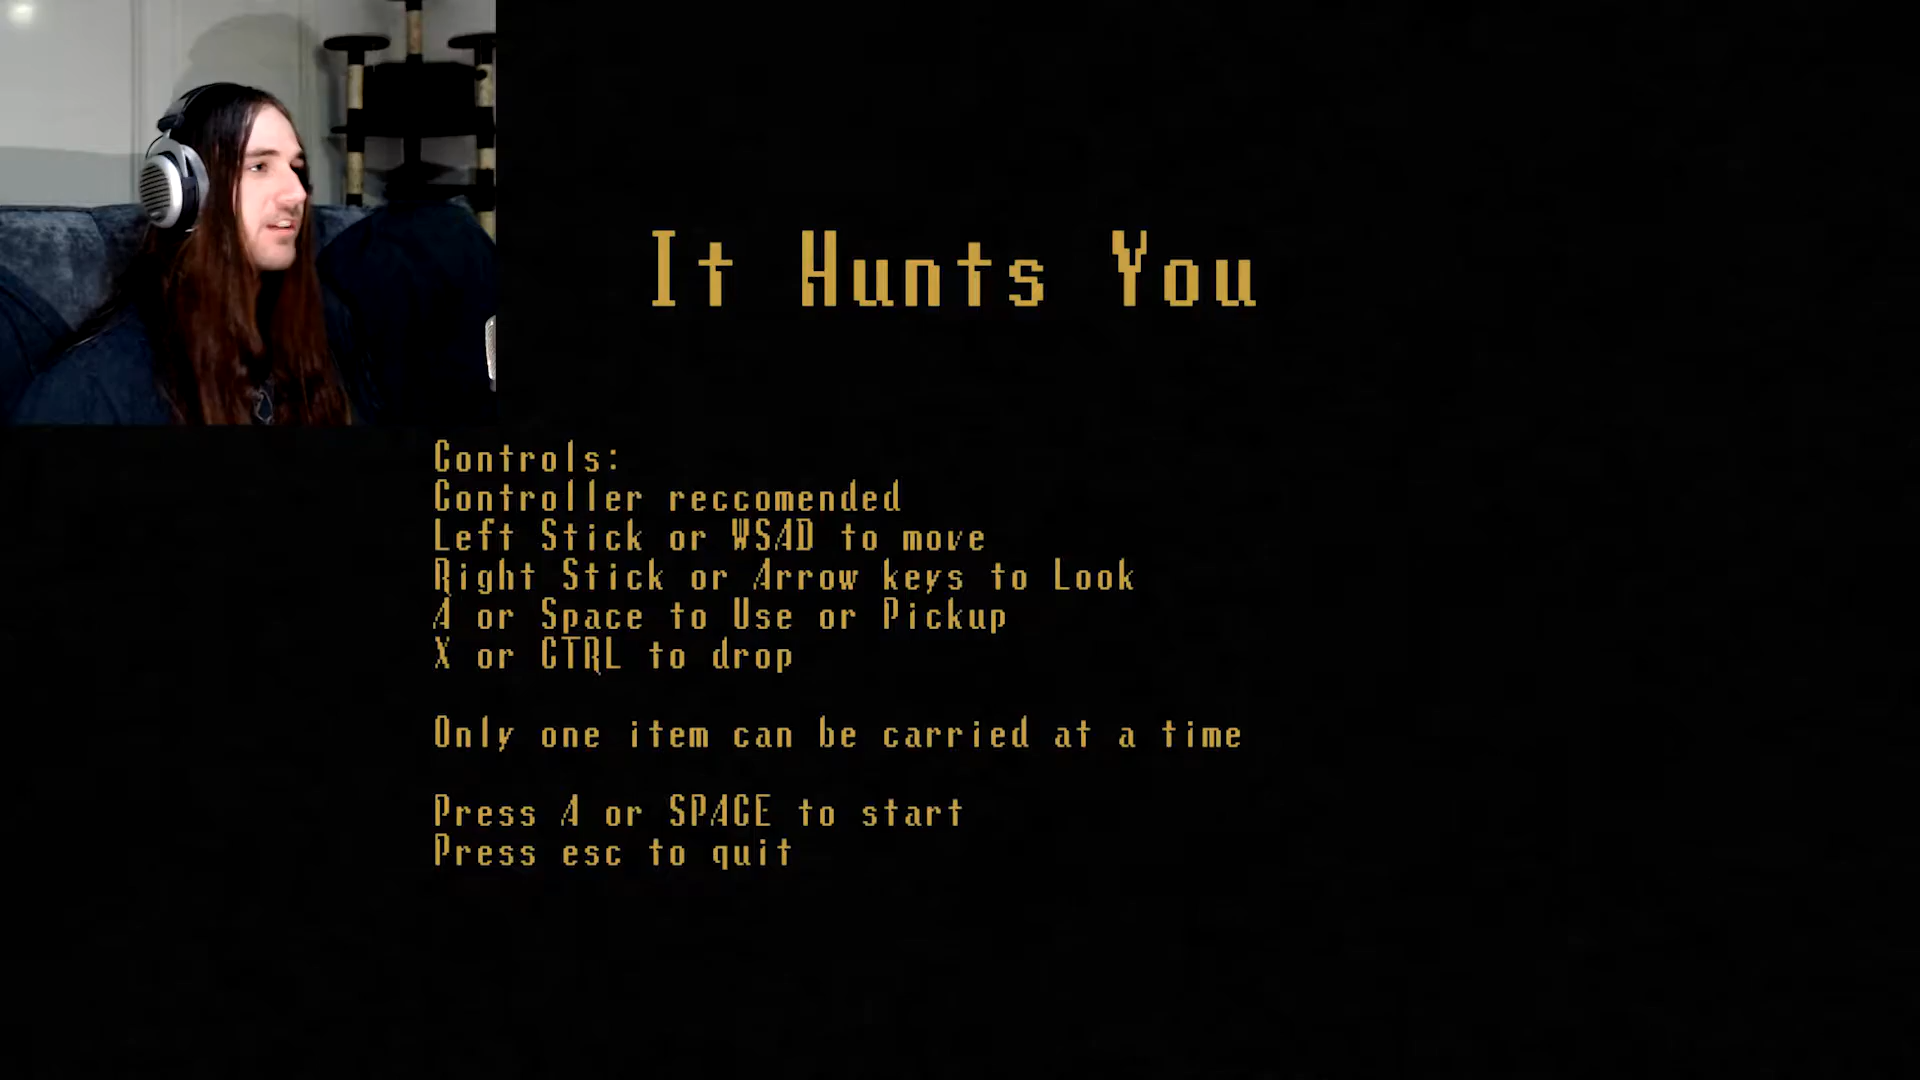 It Hunts You
Controls:
Controller reccomended
Left Stick or WSAD to move
Right Stick or Arrow keys to Look
A or Space to Use or Pickup
X or CTRL to drop
Only one item can be carried at a time
Press A or SPACE to start
Press esc to quit